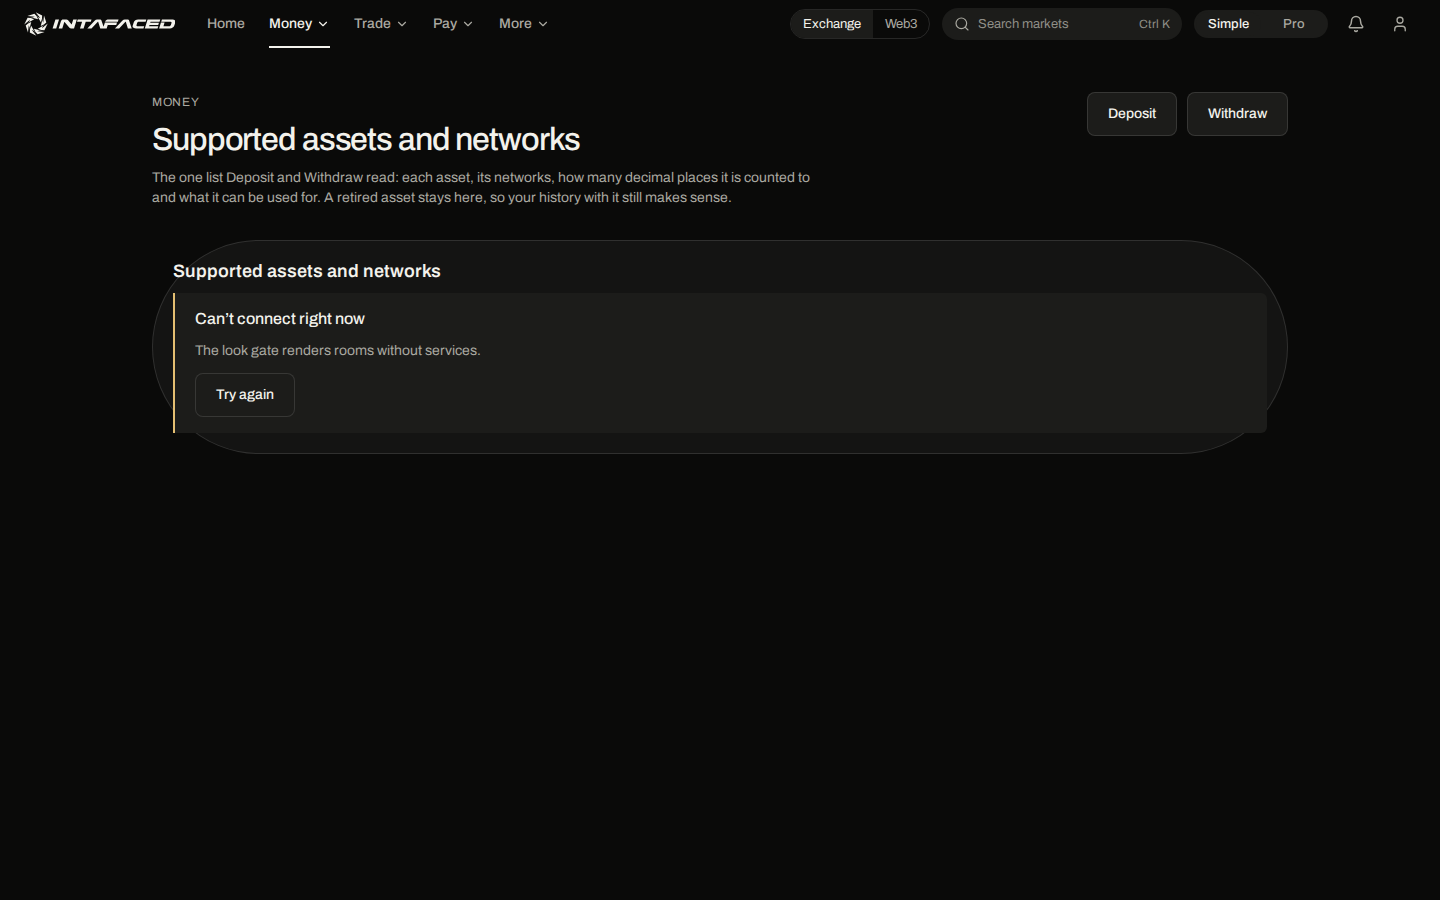 INTAFACED
Home
Money
Trade
Pay
More
Exchange
Web3
Search markets
Ctrl K
Simple
Pro
MONEY
Supported assets and networks
The one list Deposit and Withdraw read: each asset, its networks, how many decimal places it is counted to
and what it can be used for. A retired asset stays here, so your history with it still makes sense.
Deposit
Withdraw
Supported assets and networks
Can’t connect right now
The look gate renders rooms without services.
Try again